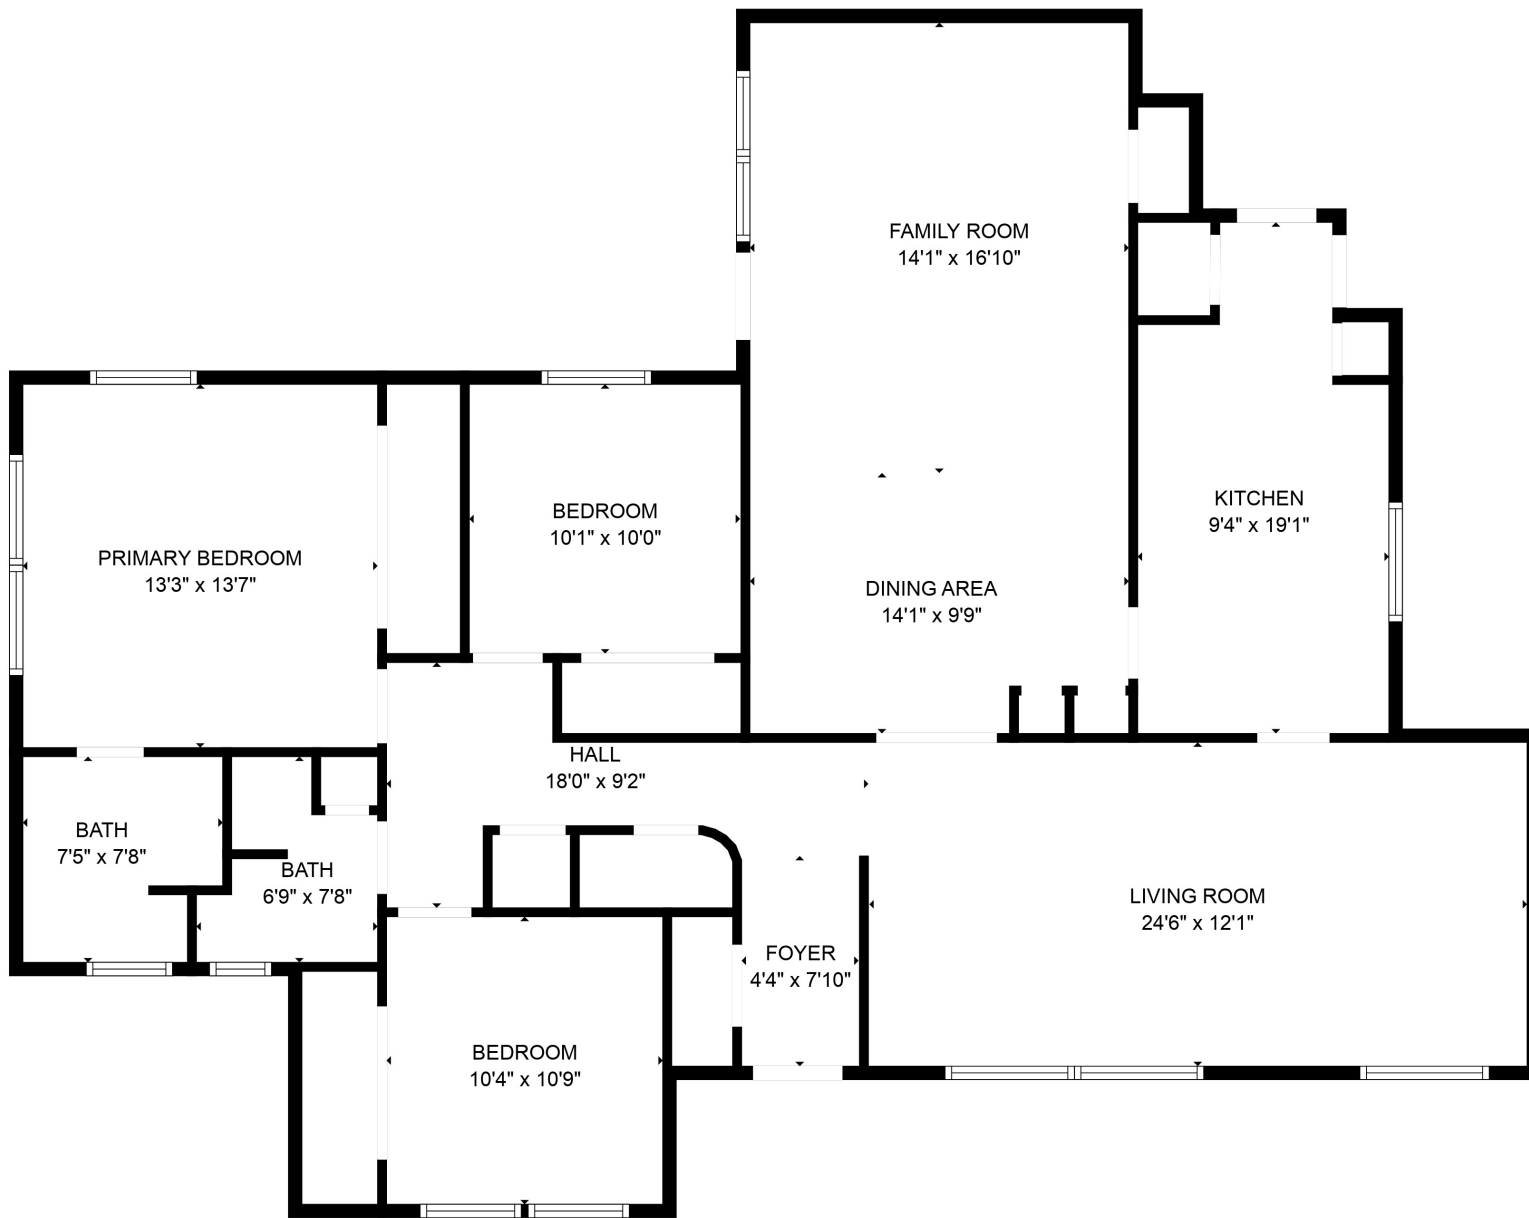 FAMILY ROOM
14'1" x 16'10"
KITCHEN
9'4" x 19'1"
BEDROOM
10'1" x 10'0"
PRIMARY BEDROOM
13'3" x 13'7"
DINING AREA
14'1" x 9'9"
HALL
18'0" x 9'2"
BATH
7'5" x 7'8"
BATH
6'9" x 7'8"
LIVING ROOM
24'6" x 12'1"
FOYER
4'4" x 7'10"
BEDROOM
10'4" x 10'9"